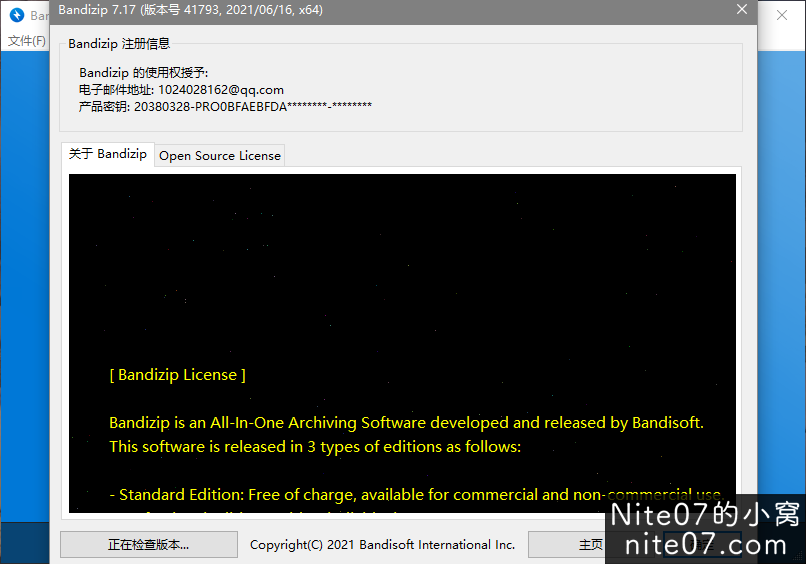 Bandizip 7.17 (版本号 41793, 2021/06/16, x64)
Ban
文件(F)
Bandizip 注册信息
Bandizip 的使用权授予:
电子邮件地址: 1024028162@qq.com
产品密钥: 20380328-PRO0BFAEBFDA********-********
关于 Bandizip
Open Source License
[ Bandizip License ]
Bandizip is an All-In-One Archiving Software developed and released by Bandisoft.
This software is released in 3 types of editions as follows:
- Standard Edition: Free of charge, available for commercial and non-commercial use.
正在检查版本...
Copyright(C) 2021 Bandisoft International Inc.
主页
Nite07的小窝
nite07.com